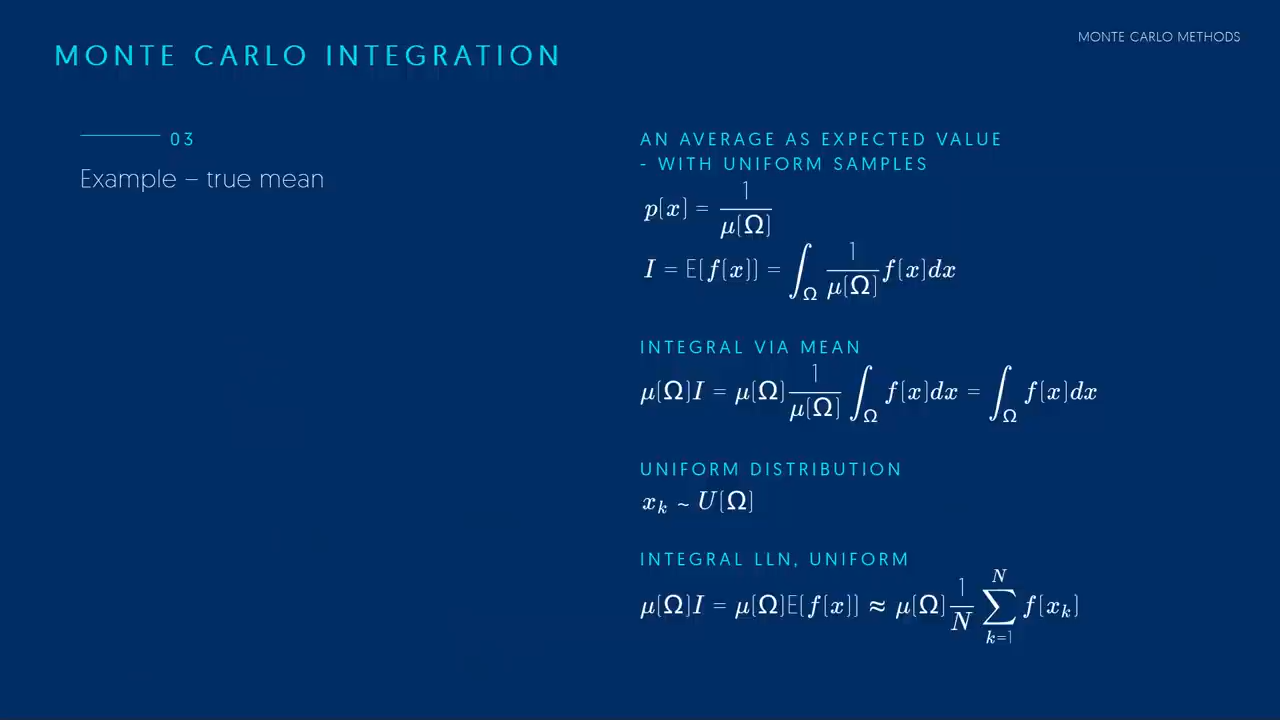 MONTE CARLO INTEGRATION
MONTE CARLO METHODS
03
Example – true mean
AN AVERAGE AS EXPECTED VALUE
- WITH UNIFORM SAMPLES
p[x] = 1/μ[Ω]
I = 𝔼[f[x]] = ∫_Ω 1/μ[Ω] f[x]dx
INTEGRAL VIA MEAN
μ[Ω]I = μ[Ω] 1/μ[Ω] ∫_Ω f[x]dx = ∫_Ω f[x]dx
UNIFORM DISTRIBUTION
x_k ~ U[Ω]
INTEGRAL LLN, UNIFORM
μ[Ω]I = μ[Ω]𝔼[f[x]] ≈ μ[Ω] 1/N ∑_{k=1}^{N} f[x_k]